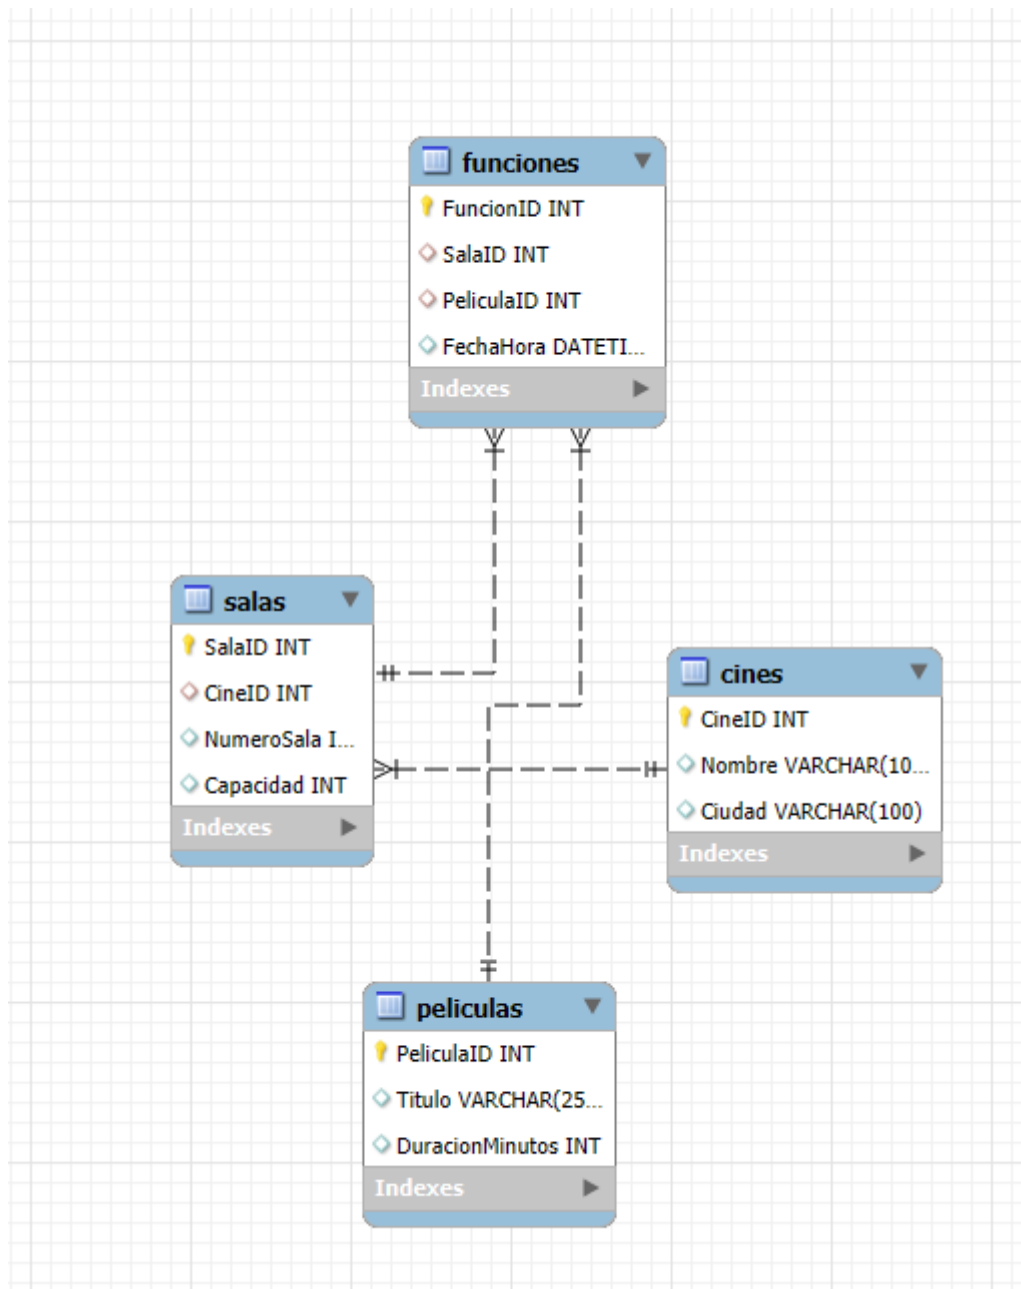 funciones
FuncionID INT
SalaID INT
PeliculaID INT
FechaHora DATETI...
Indexes
salas
SalaID INT
CineID INT
NumeroSala I...
Capacidad INT
Indexes
cines
CineID INT
Nombre VARCHAR(10...
Ciudad VARCHAR(100)
Indexes
peliculas
PeliculaID INT
Titulo VARCHAR(25...
DuracionMinutos INT
Indexes